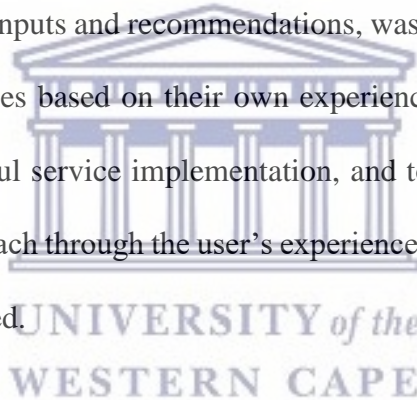 nputs and recommendations, was
es based on their own experienc
ul service implementation, and t
ach through the user's experience
ed.
UNIVERSITY of the
WESTERN CAPE